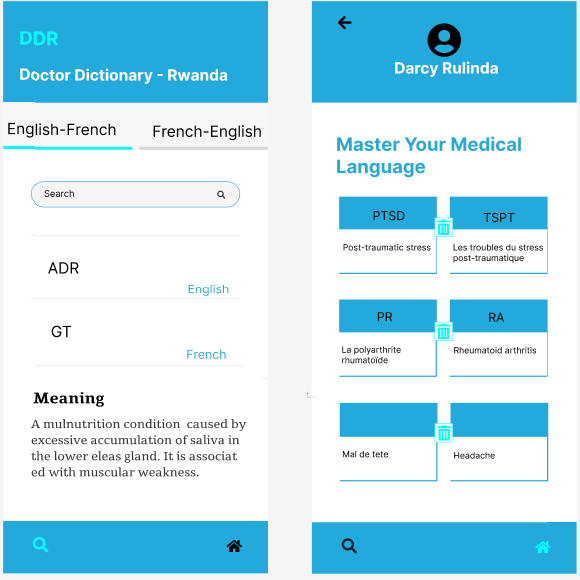 DDR
Doctor Dictionary - Rwanda
English-French
French-English
Search
ADR
English
GT
French
Meaning
A mulnutrition condition caused by
excessive accumulation of saliva in
the lower eleas gland. It is associat
ed with muscular weakness.
Darcy Rulinda
Master Your Medical
Language
PTSD
TSPT
Post-traumatic stress
Les troubles du stress
post-traumatique
PR
RA
La polyarthrite
rhumatoïde
Rheumatoid arthritis
Mal de tete
Headache